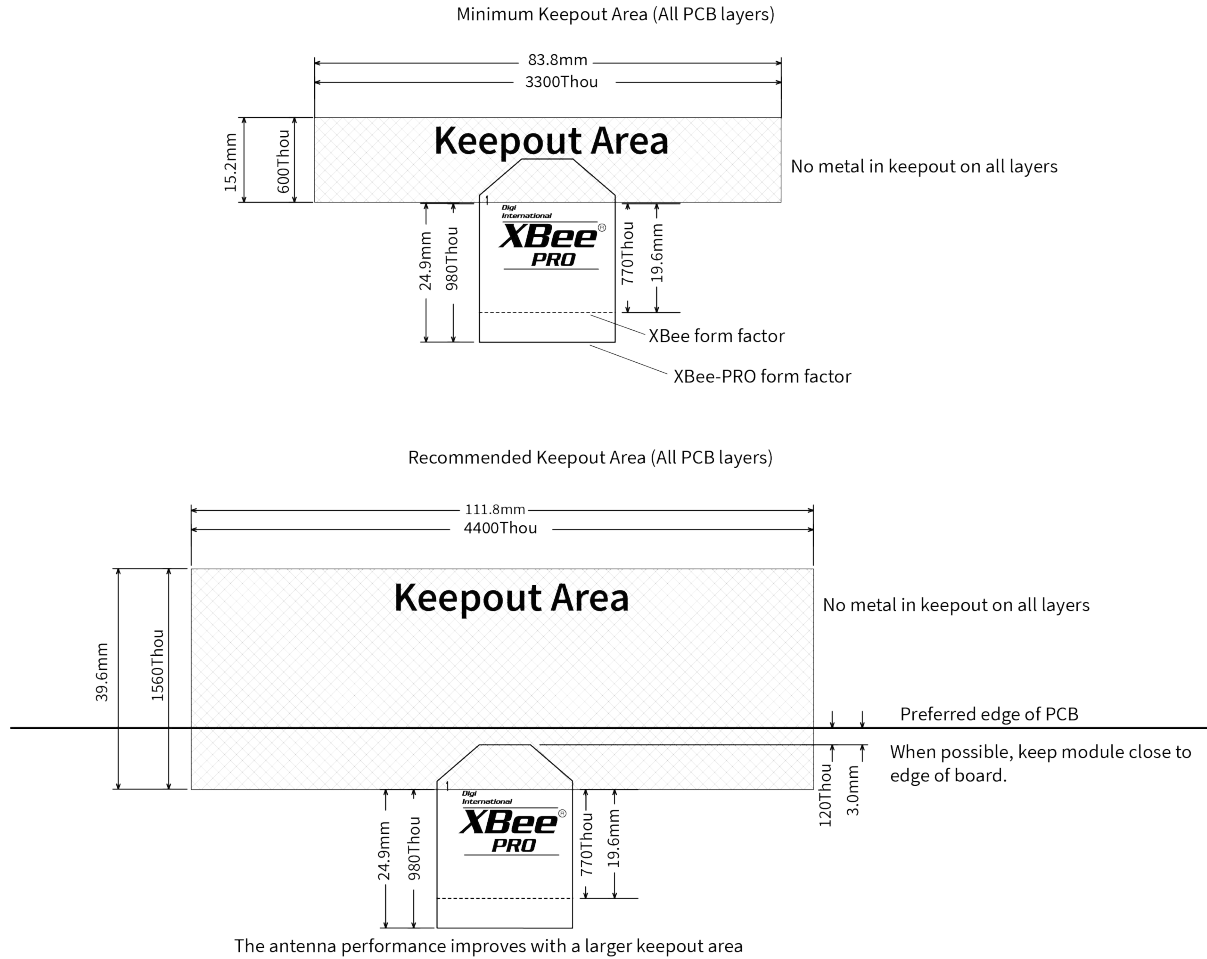 Minimum Keepout Area (All PCB layers)
83.8mm
3300Thou
Keepout Area
15.2mm
600Thou
No metal in keepout on all layers
1
Digi
International
XBee®
PRO
24.9mm
980Thou
770Thou
19.6mm
XBee form factor
XBee-PRO form factor
Recommended Keepout Area (All PCB layers)
111.8mm
4400Thou
Keepout Area
No metal in keepout on all layers
39.6mm
1560Thou
Preferred edge of PCB
When possible, keep module close to
edge of board.
120Thou
3.0mm
1
Digi
International
XBee®
PRO
24.9mm
980Thou
770Thou
19.6mm
The antenna performance improves with a larger keepout area